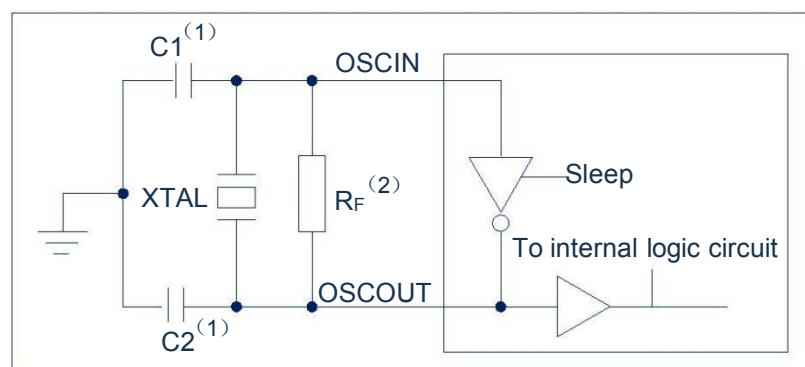 C1（1）
OSCIN
XTAL
RF（2）
Sleep
To internal logic circuit
OSCOUT
C2（1）